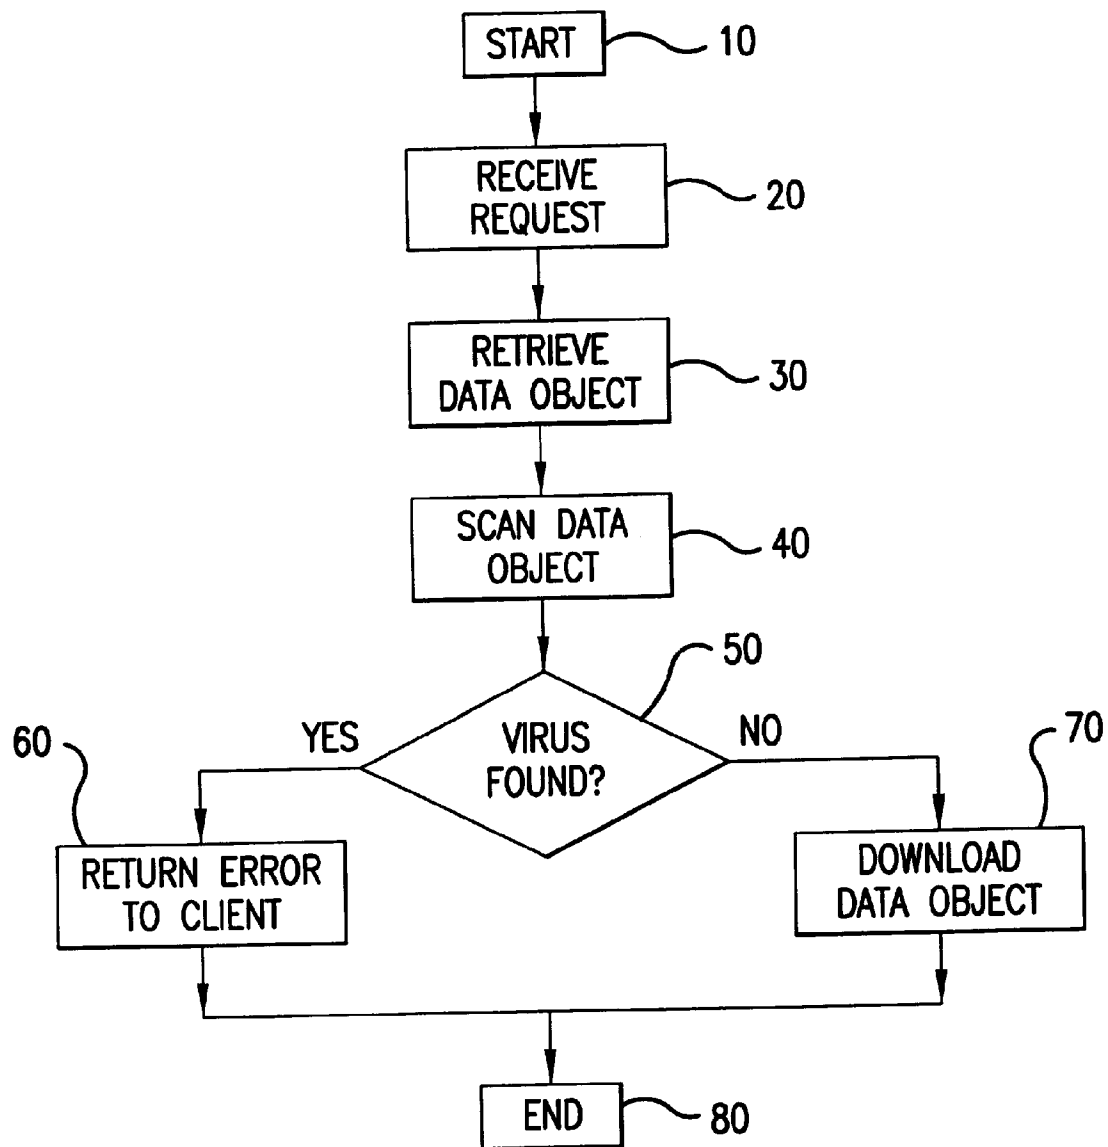 START
10
RECEIVE
REQUEST
20
RETRIEVE
DATA OBJECT
30
SCAN DATA
OBJECT
40
50
YES
VIRUS
FOUND?
NO
60
RETURN ERROR
TO CLIENT
70
DOWNLOAD
DATA OBJECT
END
80